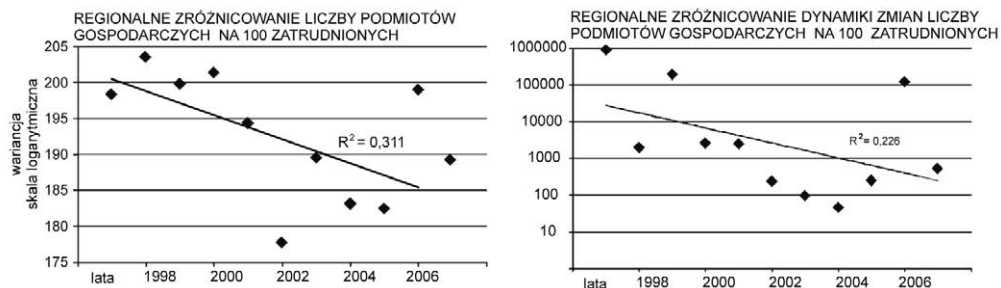 REGIONALNE ZRÓŻNICOWANIE LICZBY PODMIOTÓW
GOSPODARCZYCH NA 100 ZATRUDNIONYCH
205
200
195
190
185
180
175
wariancja
skala logarytmiczna
R² = 0,311
lata 1998 2000 2002 2004 2006
REGIONALNE ZRÓŻNICOWANIE DYNAMIKI ZMIAN LICZBY
PODMIOTÓW GOSPODARCZYCH NA 100 ZATRUDNIONYCH
1000000
100000
10000
1000
100
10
R²= 0,226
lata 1998 2000 2002 2004 2006